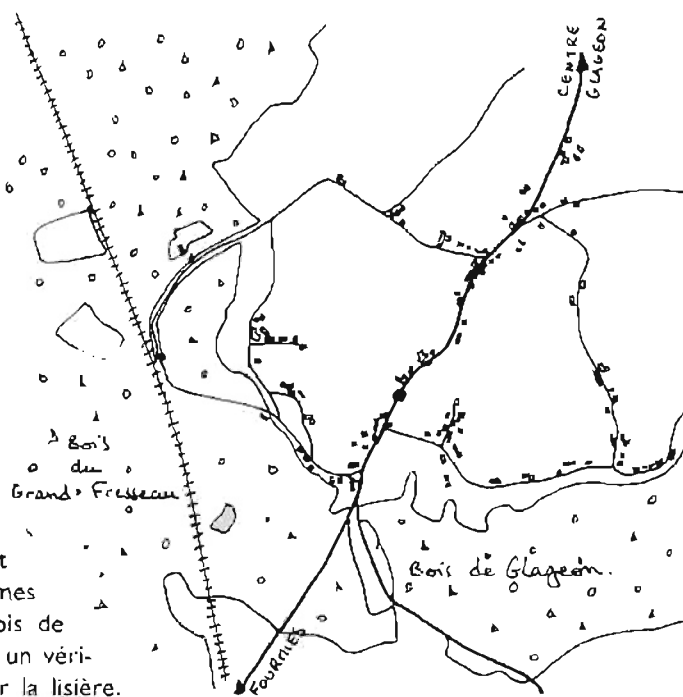 CENTRE
GLAGEON
Bois
du
Grand-Fresseau
Bois de Glageon.
FOURMIES
t
nes
ois de
un véri-
r la lisière.